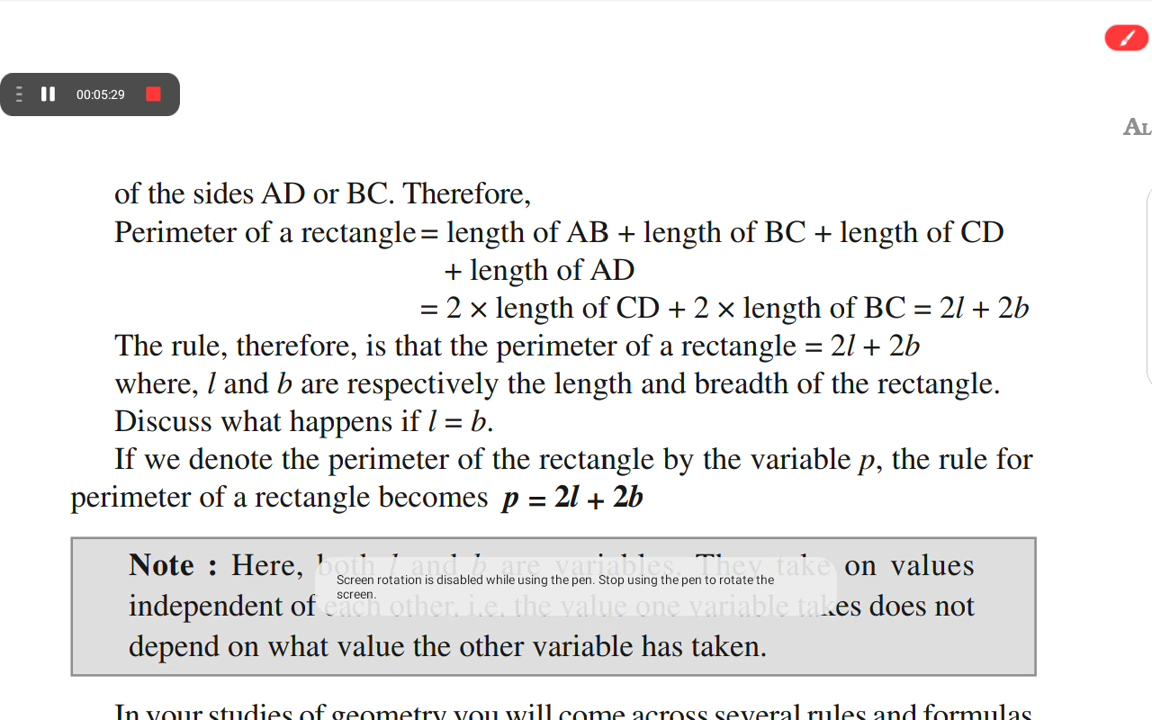 00:05:29
AL
of the sides AD or BC. Therefore,
Perimeter of a rectangle = length of AB + length of BC + length of CD
+ length of AD
= 2 × length of CD + 2 × length of BC = 2l + 2b
The rule, therefore, is that the perimeter of a rectangle = 2l + 2b
where, l and b are respectively the length and breadth of the rectangle.
Discuss what happens if l = b.
If we denote the perimeter of the rectangle by the variable p, the rule for
perimeter of a rectangle becomes p = 2l + 2b
Note : Here, both l and b are variables. They take on values
Screen rotation is disabled while using the pen. Stop using the pen to rotate the
screen.
independent of each other, i.e. the value one variable takes does not
depend on what value the other variable has taken.
In your studies of geometry you will come across several rules and formulas